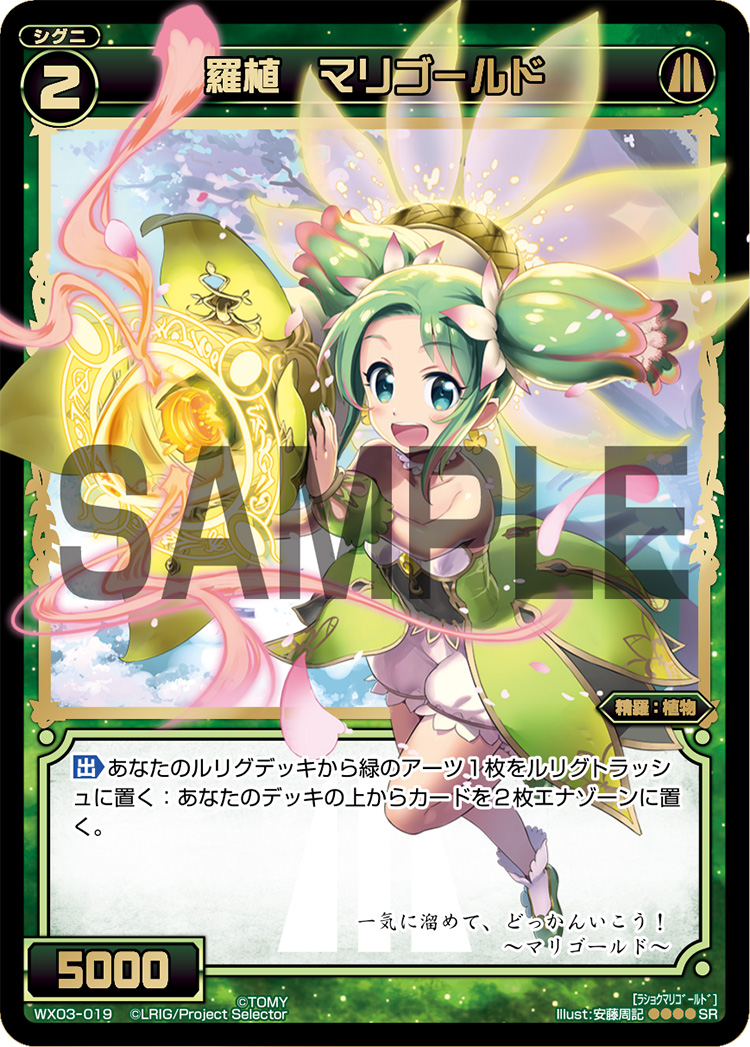 シグニ
2
羅植　マリゴールド
SAMPLE
精羅：植物
出 あなたのルリグデッキから緑のアーツ１枚をルリグトラッシ
ュに置く：あなたのデッキの上からカードを２枚エナゾーンに置
く。
一気に溜めて、どっかんいこう！
～マリゴールド～
5000
WX03-019 ©LRIG/Project Selector
©TOMY
[ラショクマリゴールド]
Illust:安藤周記 SR